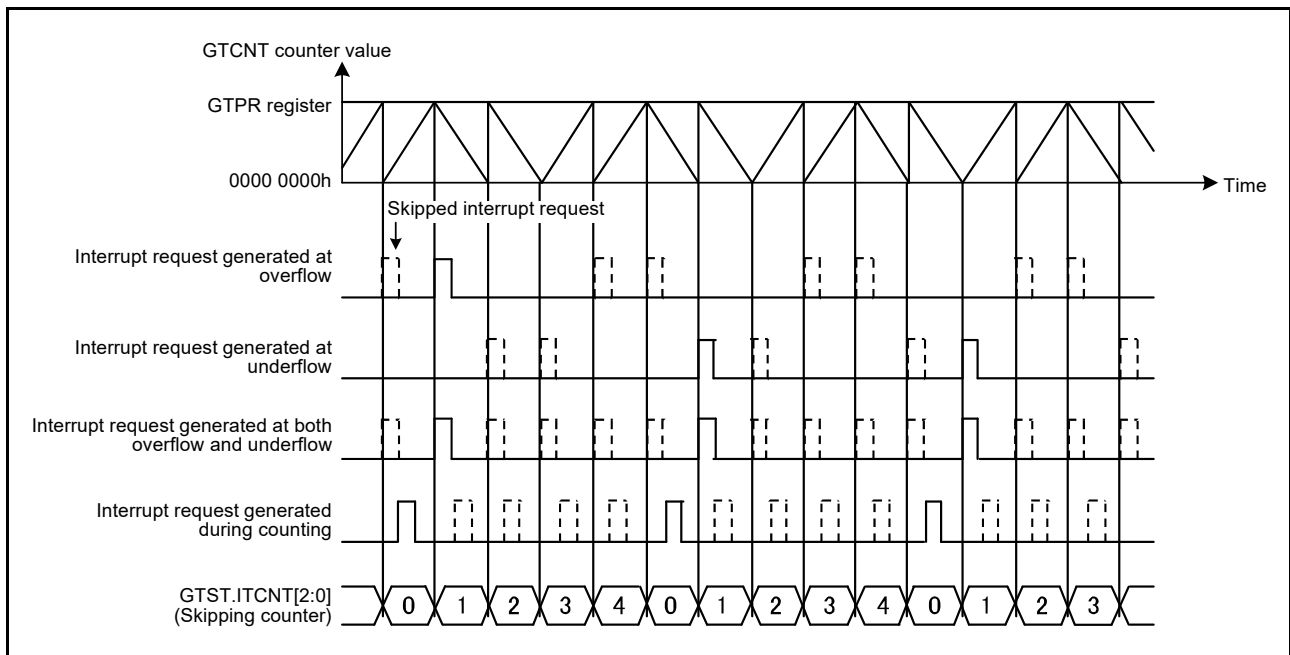 GTCNT counter value
GTPR register
0000 0000h
Time
Skipped interrupt request
Interrupt request generated at
overflow
Interrupt request generated at
underflow
Interrupt request generated at both
overflow and underflow
Interrupt request generated
during counting
GTST.ITCNT[2:0]
(Skipping counter)
0 1 2 3 4 0 1 2 3 4 0 1 2 3